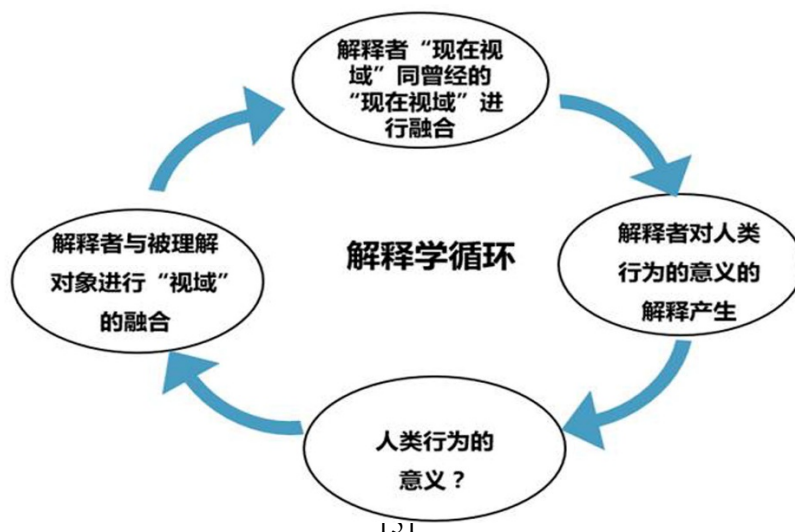 解释者“现在视
域”同曾经的
“现在视域”进
行融合
解释者与被理解
对象进行“视域”
的融合
解释学循环
解释者对人类
行为的意义的
解释产生
人类行为的
意义？